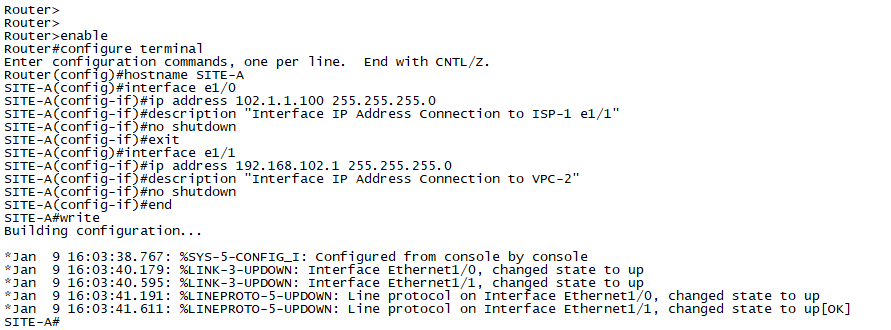 Router>
Router>
Router>enable
Router#configure terminal
Enter configuration commands, one per line.  End with CNTL/Z.
Router(config)#hostname SITE-A
SITE-A(config)#interface e1/0
SITE-A(config-if)#ip address 102.1.1.100 255.255.255.0
SITE-A(config-if)#description "Interface IP Address Connection to ISP-1 e1/1"
SITE-A(config-if)#no shutdown
SITE-A(config-if)#exit
SITE-A(config)#interface e1/1
SITE-A(config-if)#ip address 192.168.102.1 255.255.255.0
SITE-A(config-if)#description "Interface IP Address Connection to VPC-2"
SITE-A(config-if)#no shutdown
SITE-A(config-if)#end
SITE-A#write
Building configuration...
*Jan  9 16:03:38.767: %SYS-5-CONFIG_I: Configured from console by console
*Jan  9 16:03:40.179: %LINK-3-UPDOWN: Interface Ethernet1/0, changed state to up
*Jan  9 16:03:40.595: %LINK-3-UPDOWN: Interface Ethernet1/1, changed state to up
*Jan  9 16:03:41.191: %LINEPROTO-5-UPDOWN: Line protocol on Interface Ethernet1/0, changed state to up
*Jan  9 16:03:41.611: %LINEPROTO-5-UPDOWN: Line protocol on Interface Ethernet1/1, changed state to up[OK]
SITE-A#